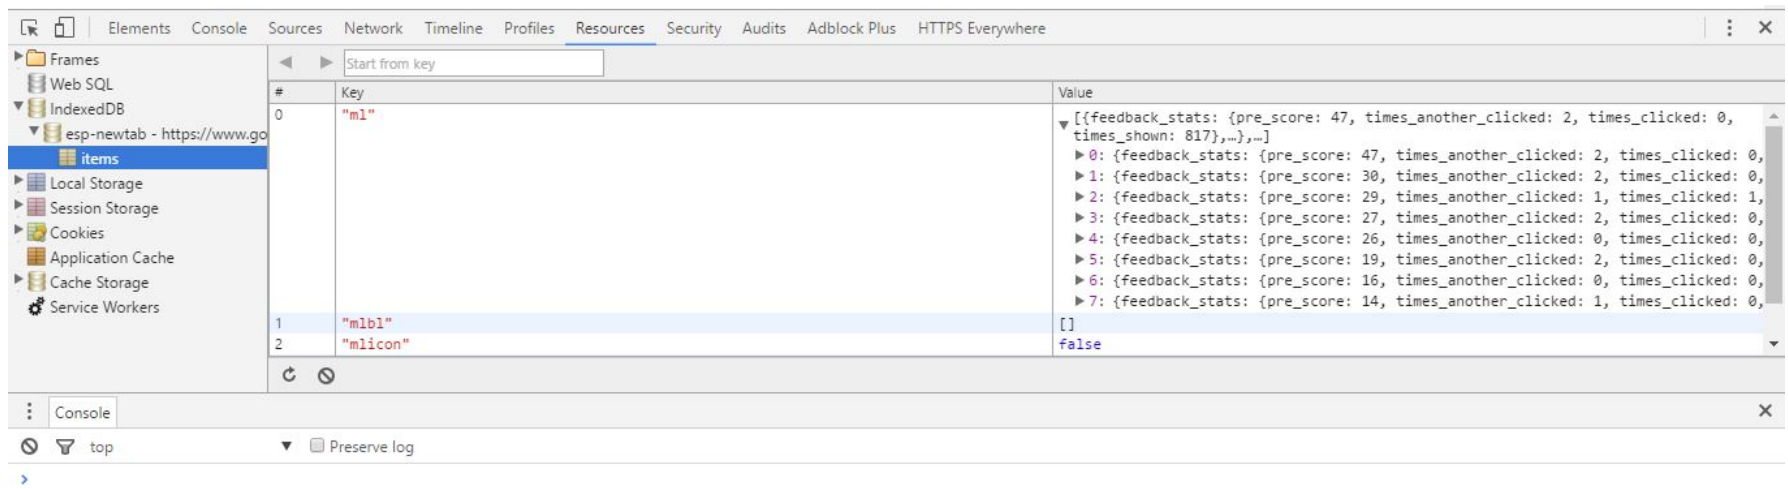 Elements Console Sources Network Timeline Profiles Resources Security Audits Adblock Plus HTTPS Everywhere
Frames
Web SQL
IndexedDB
esp-newtab - https://www.go
items
Local Storage
Session Storage
Cookies
Application Cache
Cache Storage
Service Workers
Start from key
# Key Value
0 "ml" [{feedback_stats: {pre_score: 47, times_another_clicked: 2, times_clicked: 0,
times_shown: 817},…},…]
0: {feedback_stats: {pre_score: 47, times_another_clicked: 2, times_clicked: 0,
1: {feedback_stats: {pre_score: 30, times_another_clicked: 2, times_clicked: 0,
2: {feedback_stats: {pre_score: 29, times_another_clicked: 1, times_clicked: 1,
3: {feedback_stats: {pre_score: 27, times_another_clicked: 2, times_clicked: 0,
4: {feedback_stats: {pre_score: 26, times_another_clicked: 0, times_clicked: 0,
5: {feedback_stats: {pre_score: 19, times_another_clicked: 2, times_clicked: 0,
6: {feedback_stats: {pre_score: 16, times_another_clicked: 0, times_clicked: 0,
7: {feedback_stats: {pre_score: 14, times_another_clicked: 1, times_clicked: 0,
1 "mlbl" []
2 "mlicon" false
Console
top Preserve log